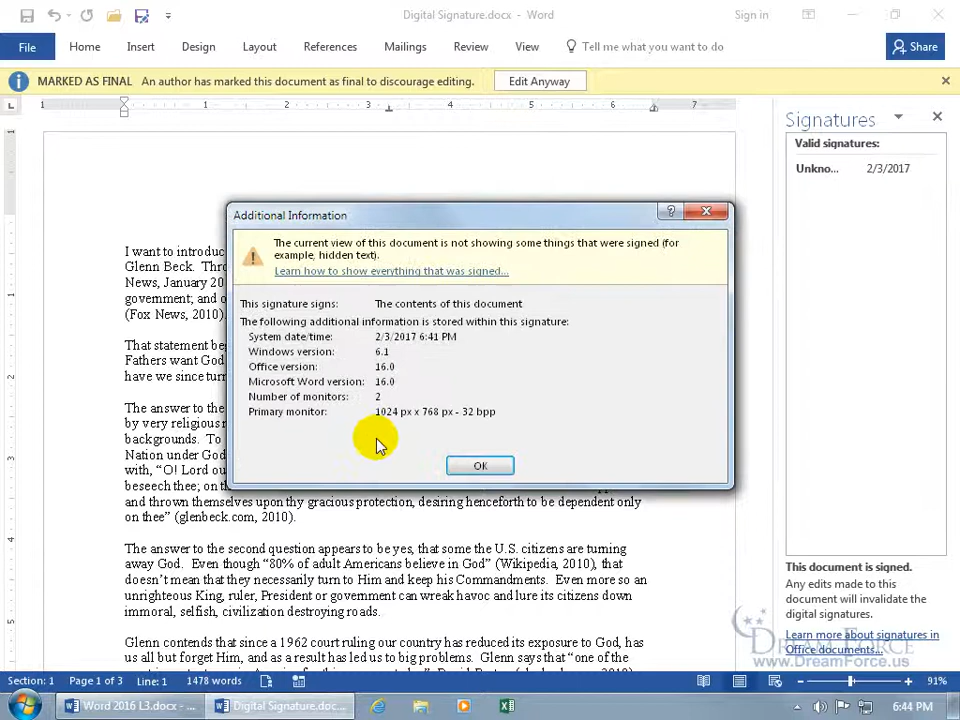 Digital Signature.docx - Word
Sign in
File
Home
Insert
Design
Layout
References
Mailings
Review
View
Tell me what you want to do
Share
MARKED AS FINAL An author has marked this document as final to discourage editing.
Edit Anyway
1 1 2 3 4 5 6 7
Signatures
Valid signatures:
Unkno... 2/3/2017
Additional Information
The current view of this document is not showing some things that were signed (for
example, hidden text).
Learn how to show everything that was signed...
This signature signs: The contents of this document
The following additional information is stored within this signature:
System date/time: 2/3/2017 6:41 PM
Windows version: 6.1
Office version: 16.0
Microsoft Word version: 16.0
Number of monitors: 2
Primary monitor: 1024 px x 768 px - 32 bpp
OK
I want to introduc
Glenn Beck. Thr
News, January 20
government; and o
(Fox News, 2010).
That statement beg
Fathers want God
have we since turn
The answer to the
by very religious r
backgrounds. To
Nation under God
with, “O! Lord ou
beseech thee; on th
and thrown themselves upon thy gracious protection, desiring henceforth to be dependent only
on thee” (glenbeck.com, 2010).
The answer to the second question appears to be yes, that some the U.S. citizens are turning
away God. Even though “80% of adult Americans believe in God” (Wikipedia, 2010), that
doesn’t mean that they necessarily turn to Him and keep his Commandments. Even more so an
unrighteous King, ruler, President or government can wreak havoc and lure its citizens down
immoral, selfish, civilization destroying roads.
Glenn contends that since a 1962 court ruling our country has reduced its exposure to God, has
us all but forget Him, and as a result has led us to big problems. Glenn says that “one of the
This document is signed.
Any edits made to this
document will invalidate the
digital signatures.
Learn more about signatures in
Office documents...
DREAM FORCE
www.DreamForce.us
Section: 1 Page 1 of 3 Line: 1 1478 words
91%
Word 2016 L3.docx - ...
Digital Signature.doc...
6:44 PM